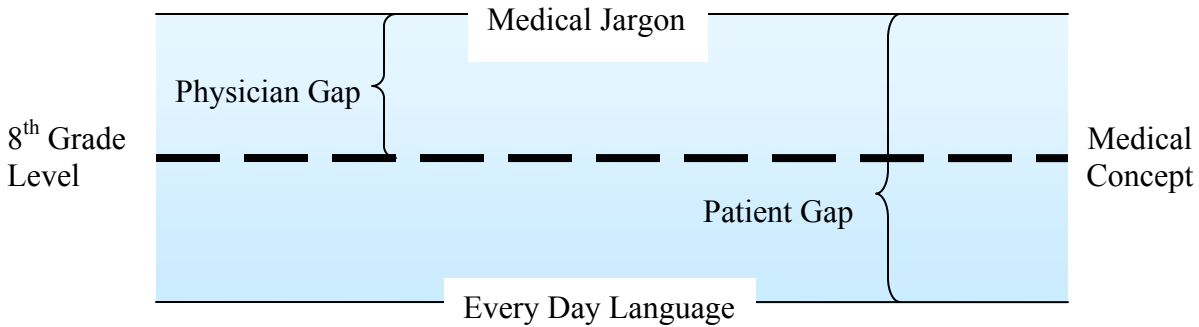 Medical Jargon
Physician Gap
8th Grade
Level
Medical
Concept
Patient Gap
Every Day Language